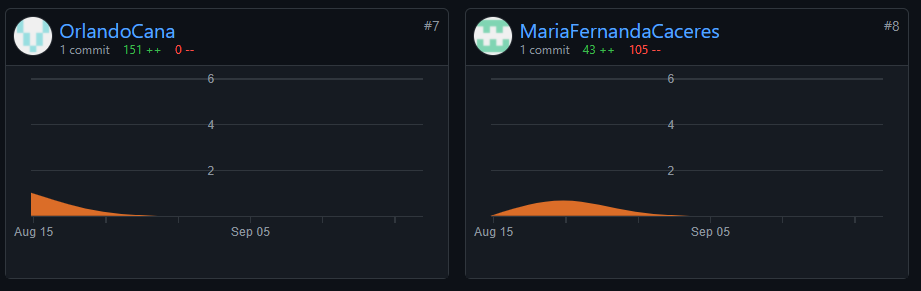 OrlandoCana #7
1 commit 151 ++ 0 --
6
4
2
Aug 15 Sep 05
MariaFernandaCaceres #8
1 commit 43 ++ 105 --
6
4
2
Aug 15 Sep 05